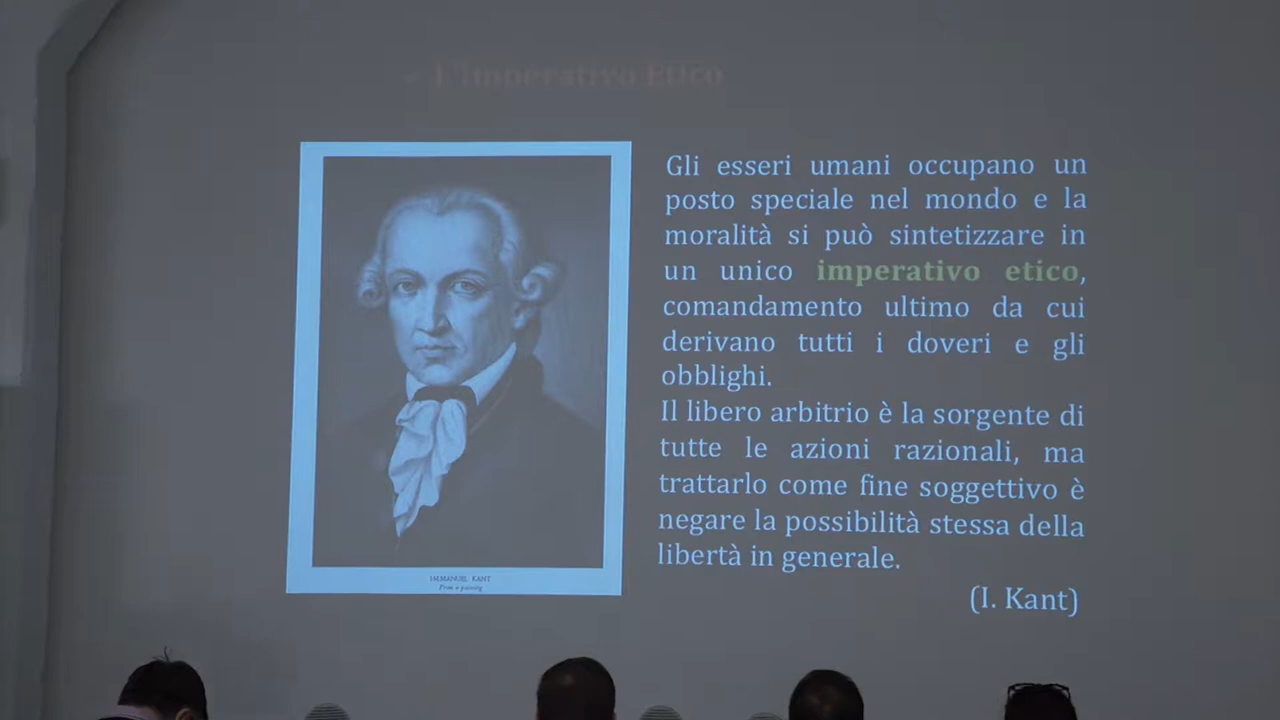 - L'imperativo Etico
Gli esseri umani occupano un
posto speciale nel mondo e la
moralità si può sintetizzare in
un unico imperativo etico,
comandamento ultimo da cui
derivano tutti i doveri e gli
obblighi.
Il libero arbitrio è la sorgente di
tutte le azioni razionali, ma
trattarlo come fine soggettivo è
negare la possibilità stessa della
libertà in generale.
(I. Kant)
IMMANUEL KANT
From a painting